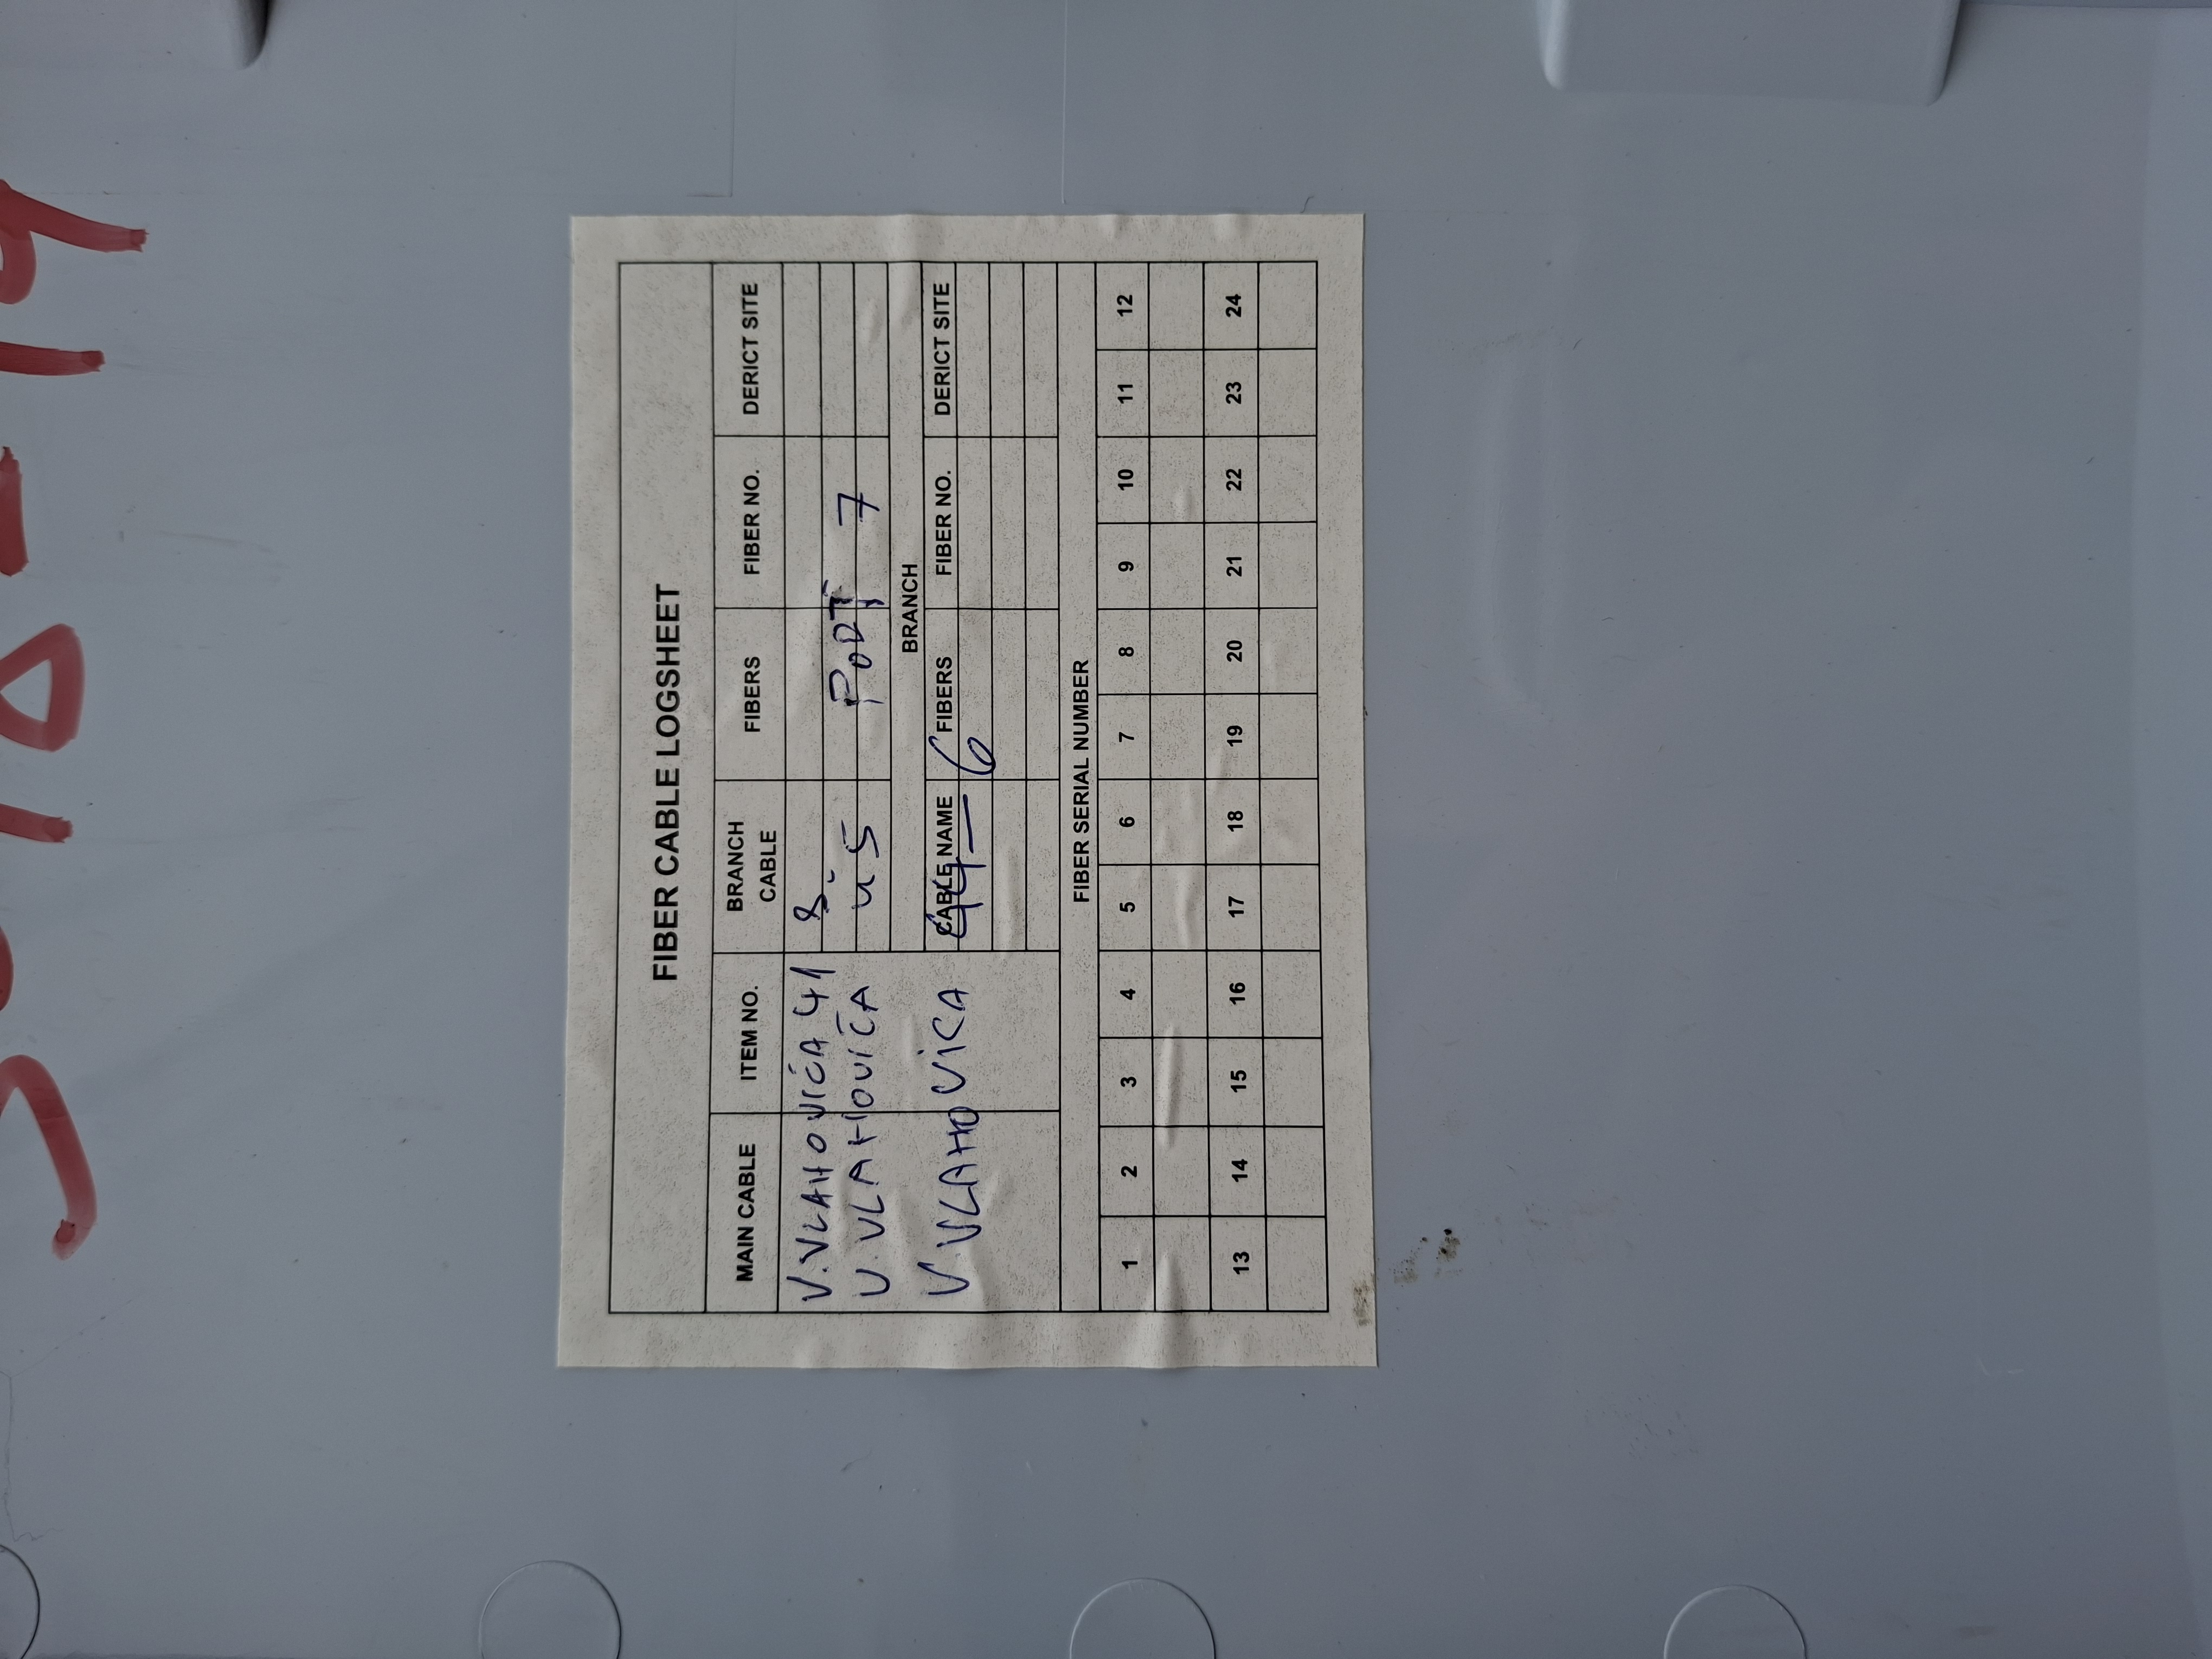 FIBER CABLE LOGSHEET
MAIN CABLE ITEM NO. BRANCH CABLE FIBERS FIBER NO. DERICT SITE
V.VLAHOVIĆA 41 8
V.VLAHOVIĆA 45 PORT 7
BRANCH
CABLE NAME FIBERS FIBER NO. DERICT SITE
V.VLAHOVIĆA 44-6
FIBER SERIAL NUMBER
1 2 3 4 5 6 7 8 9 10 11 12
13 14 15 16 17 18 19 20 21 22 23 24